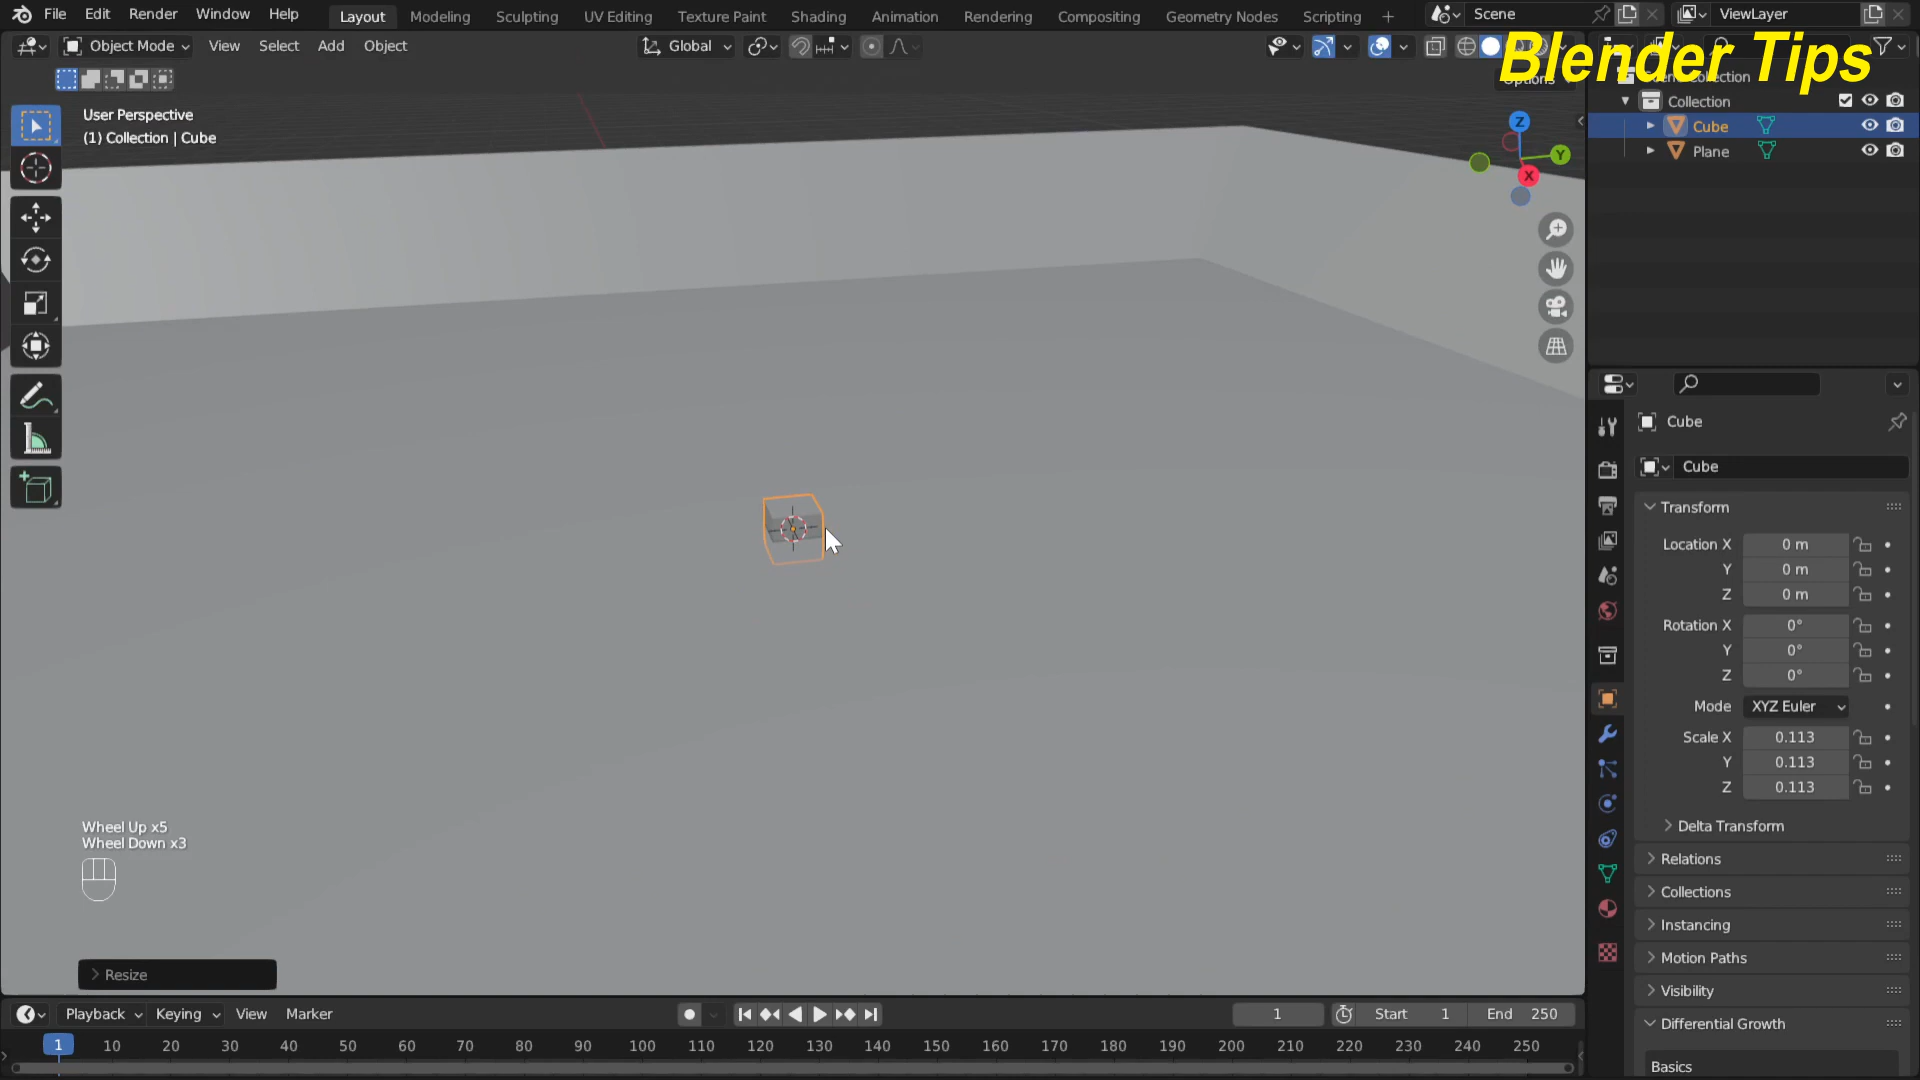 File Edit Render Window Help Layout Modeling Sculpting UV Editing Texture Paint Shading Animation Rendering Compositing Geometry Nodes Scripting + Scene ViewLayer
Object Mode View Select Add Object Global
Blender Tips
Options
Collection
Cube
Plane
User Perspective
(1) Collection | Cube
Z
Y
X
Cube
Cube
Transform
Location X 0 m
Y 0 m
Z 0 m
Rotation X 0°
Y 0°
Z 0°
Mode XYZ Euler
Scale X 0.113
Y 0.113
Z 0.113
Delta Transform
Relations
Collections
Instancing
Motion Paths
Visibility
Differential Growth
Basics
Wheel Up x5
Wheel Down x3
Resize
Playback Keying View Marker 1 Start 1 End 250
1 10 20 30 40 50 60 70 80 90 100 110 120 130 140 150 160 170 180 190 200 210 220 230 240 250